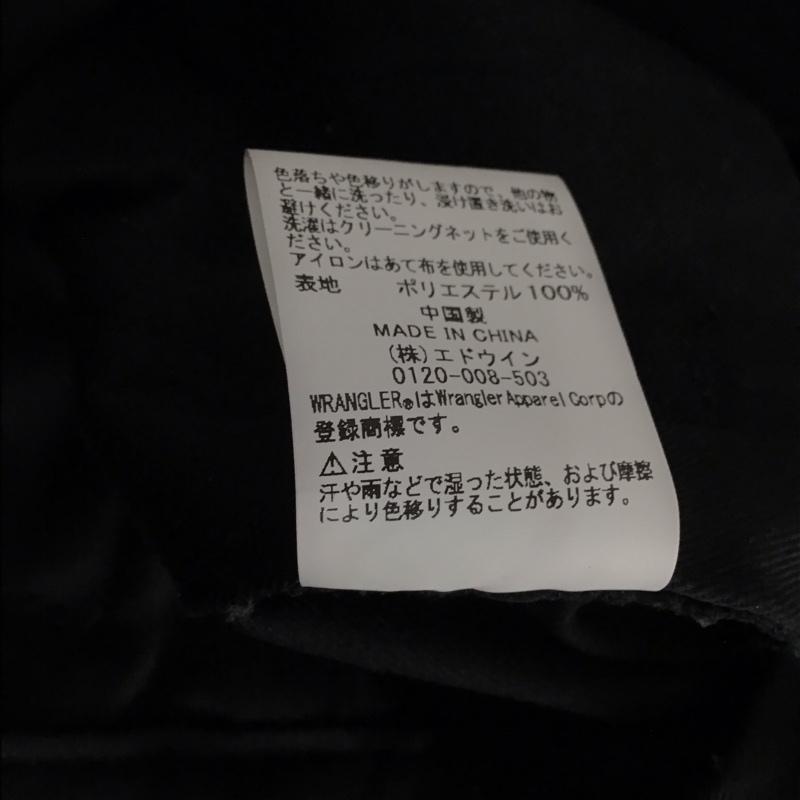 色落ちや色移りがしますので、他の物
と一緒に洗ったり、浸け置き洗いはお
避けください。
洗濯はクリーニングネットをご使用く
ださい。
アイロンはあて布を使用してください。
表地 ポリエステル 100%
中国製
MADE IN CHINA
(株)エドウイン
0120-008-503
WRANGLER®はWrangler Apparel Corpの
登録商標です。
⚠注意
汗や雨などで湿った状態、および摩擦
により色移りすることがあります。